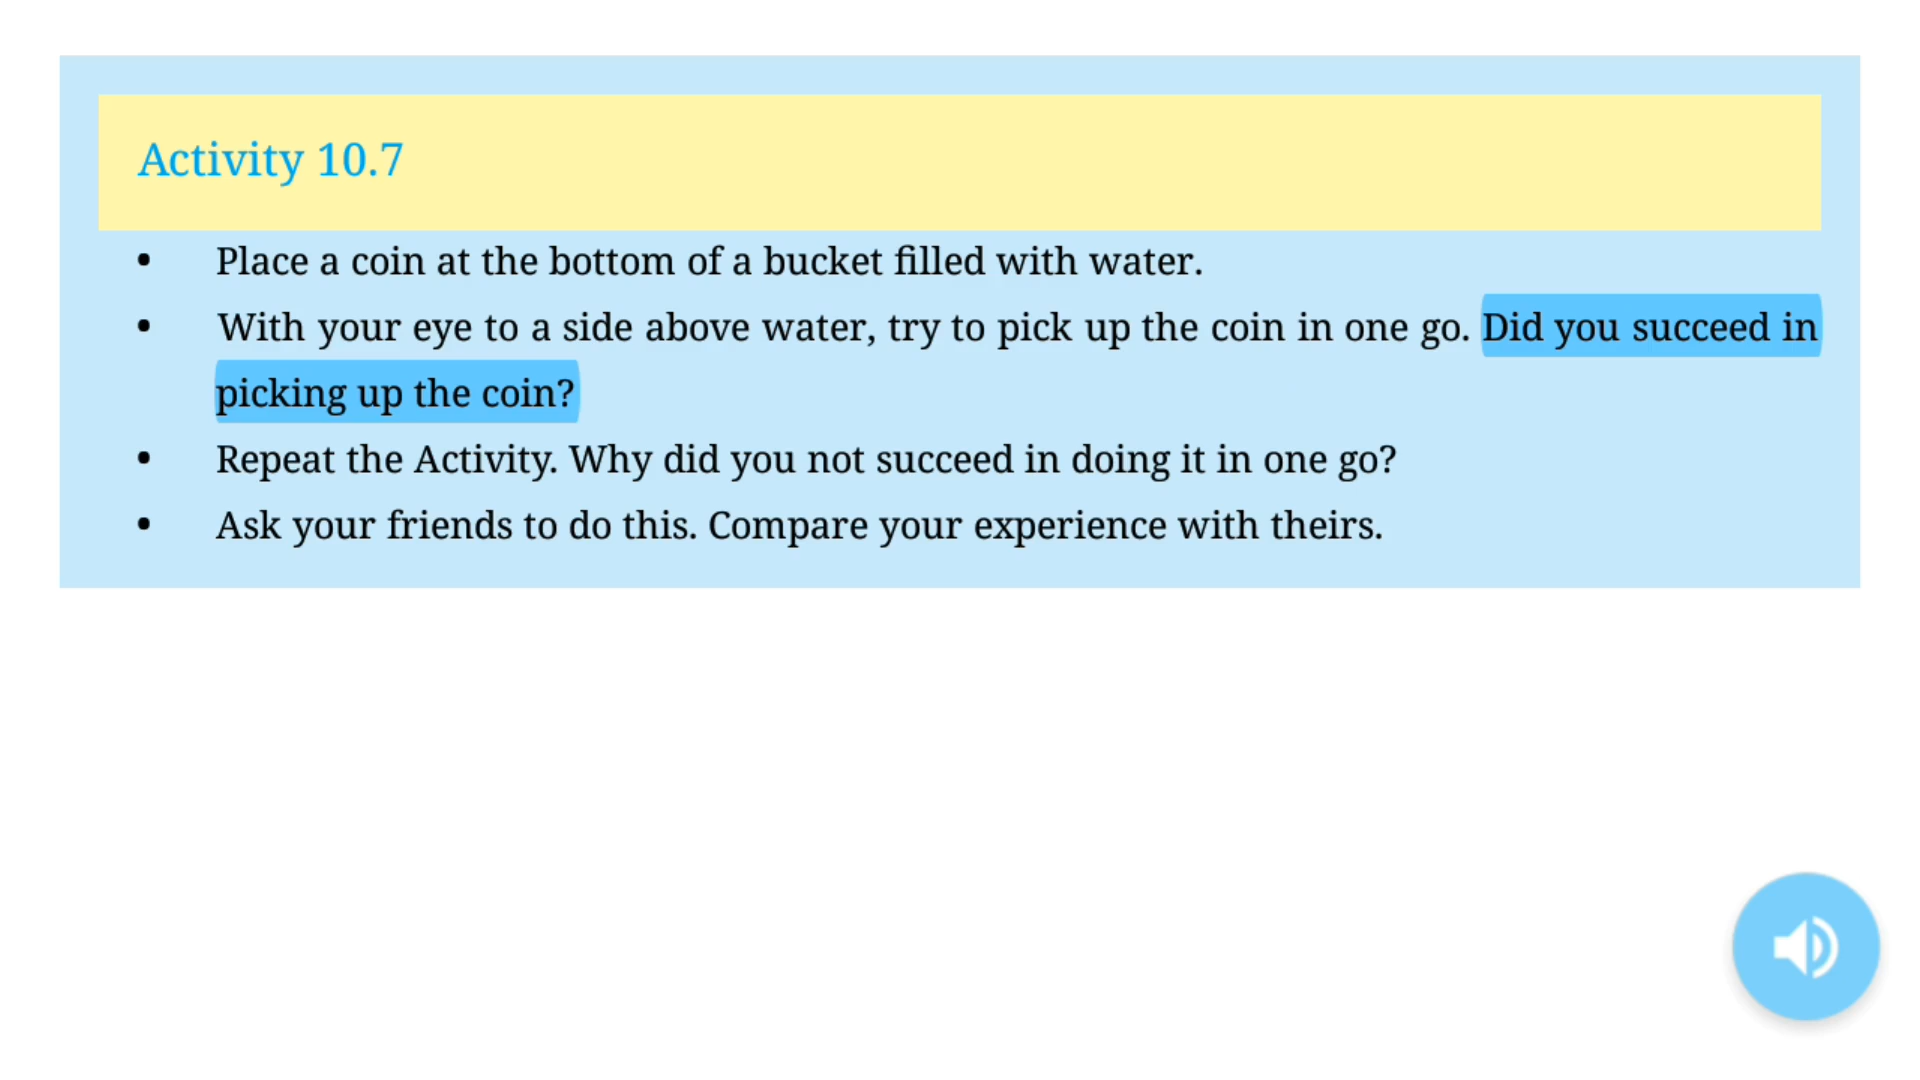 Activity 10.7
• Place a coin at the bottom of a bucket filled with water.
• With your eye to a side above water, try to pick up the coin in one go. Did you succeed in
picking up the coin?
• Repeat the Activity. Why did you not succeed in doing it in one go?
• Ask your friends to do this. Compare your experience with theirs.